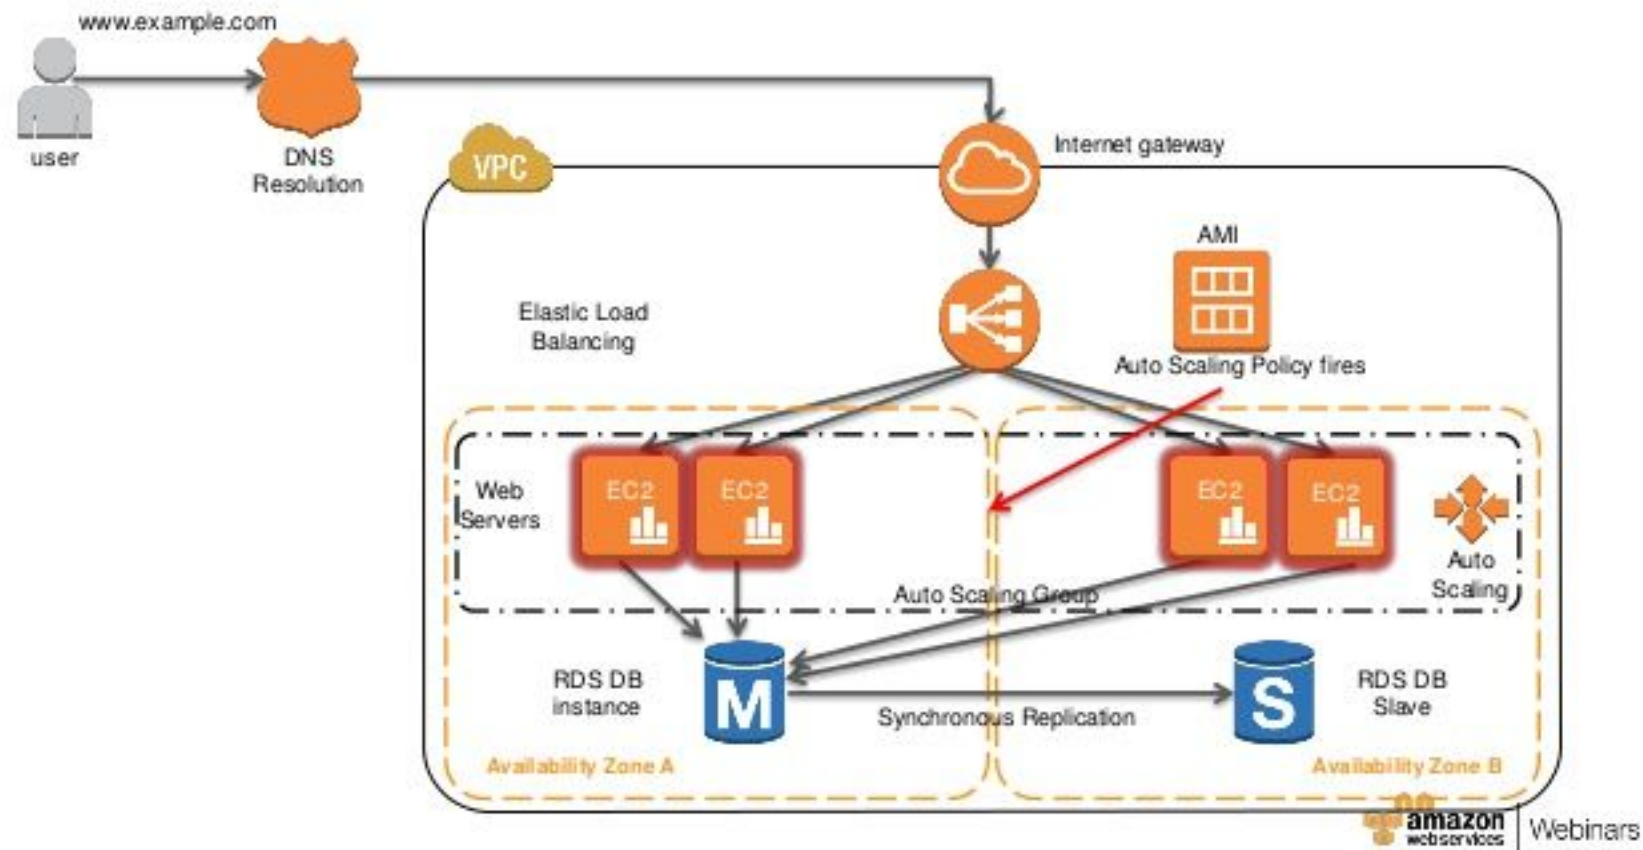 www.example.com
user
DNS
Resolution
VPC
Internet gateway
AMI
Elastic Load
Balancing
Auto Scaling Policy fires
Web
Servers
EC2
EC2
EC2
EC2
Auto
Scaling
Auto Scaling Group
RDS DB
instance
M
Synchronous Replication
S
RDS DB
Slave
Availability Zone A
Availability Zone B
amazon
webservices
Webinars